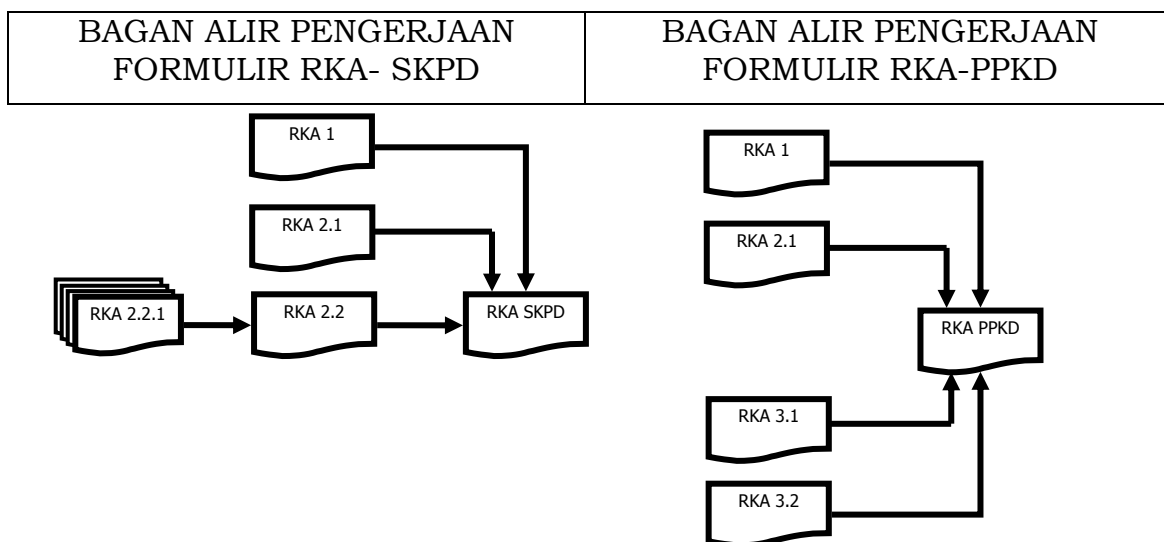 BAGAN ALIR PENGERJAAN
FORMULIR RKA- SKPD
BAGAN ALIR PENGERJAAN
FORMULIR RKA-PPKD
RKA 1
RKA 2.1
RKA 2.2.1
RKA 2.2
RKA SKPD
RKA 1
RKA 2.1
RKA PPKD
RKA 3.1
RKA 3.2